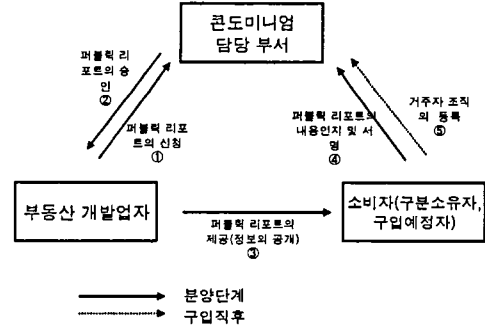 콘도미니엄
담당 부서
퍼블릭 리
포트의 승
인
②
퍼블릭 리포
트의 신청
①
퍼블릭 리포트의
내용인지 및 서
명
④
거주자 조직
의 등록
⑤
부동산 개발업자
소비자(구분소유자,
구입예정자)
퍼블릭 리포트의
제공(정보의 공개)
③
분양단계
구입직후